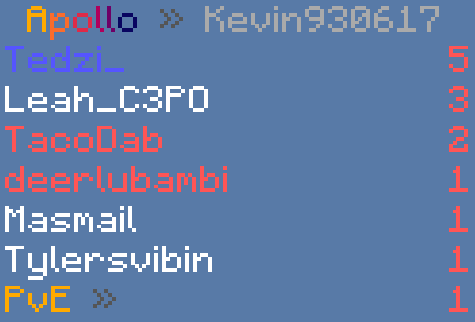 Apollo » Kevin930617
Tedzi_ 5
Leah_C3PO 3
TacoDab 2
deerlubambi 1
Masmail 1
Tylersvibin 1
PvE » 1